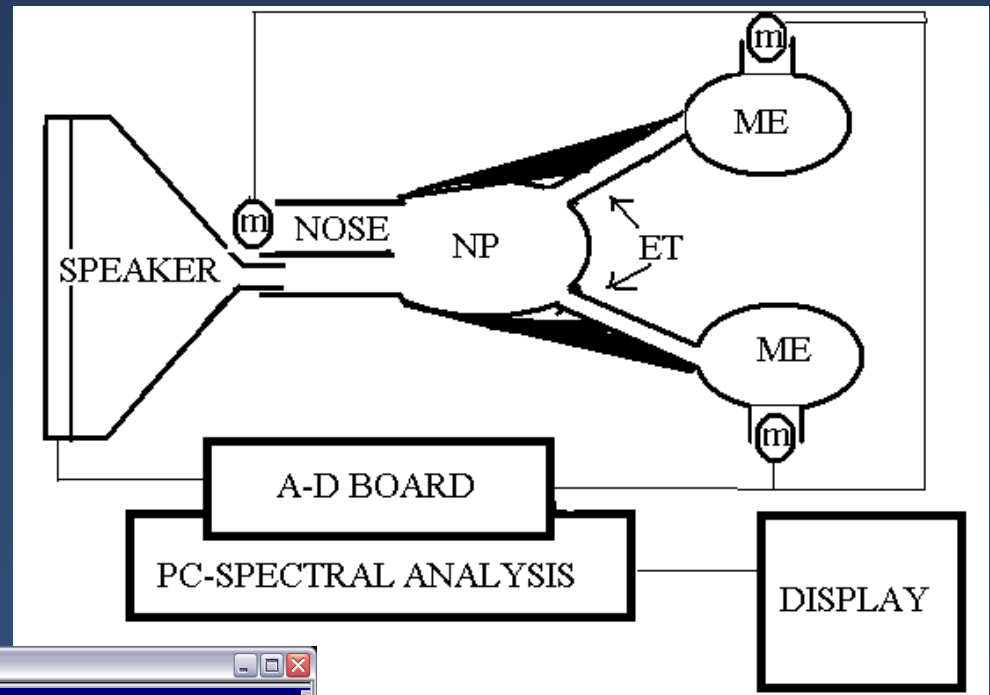 m
ME
m
NOSE
NP
ET
SPEAKER
ME
m
A-D BOARD
PC-SPECTRAL ANALYSIS
DISPLAY